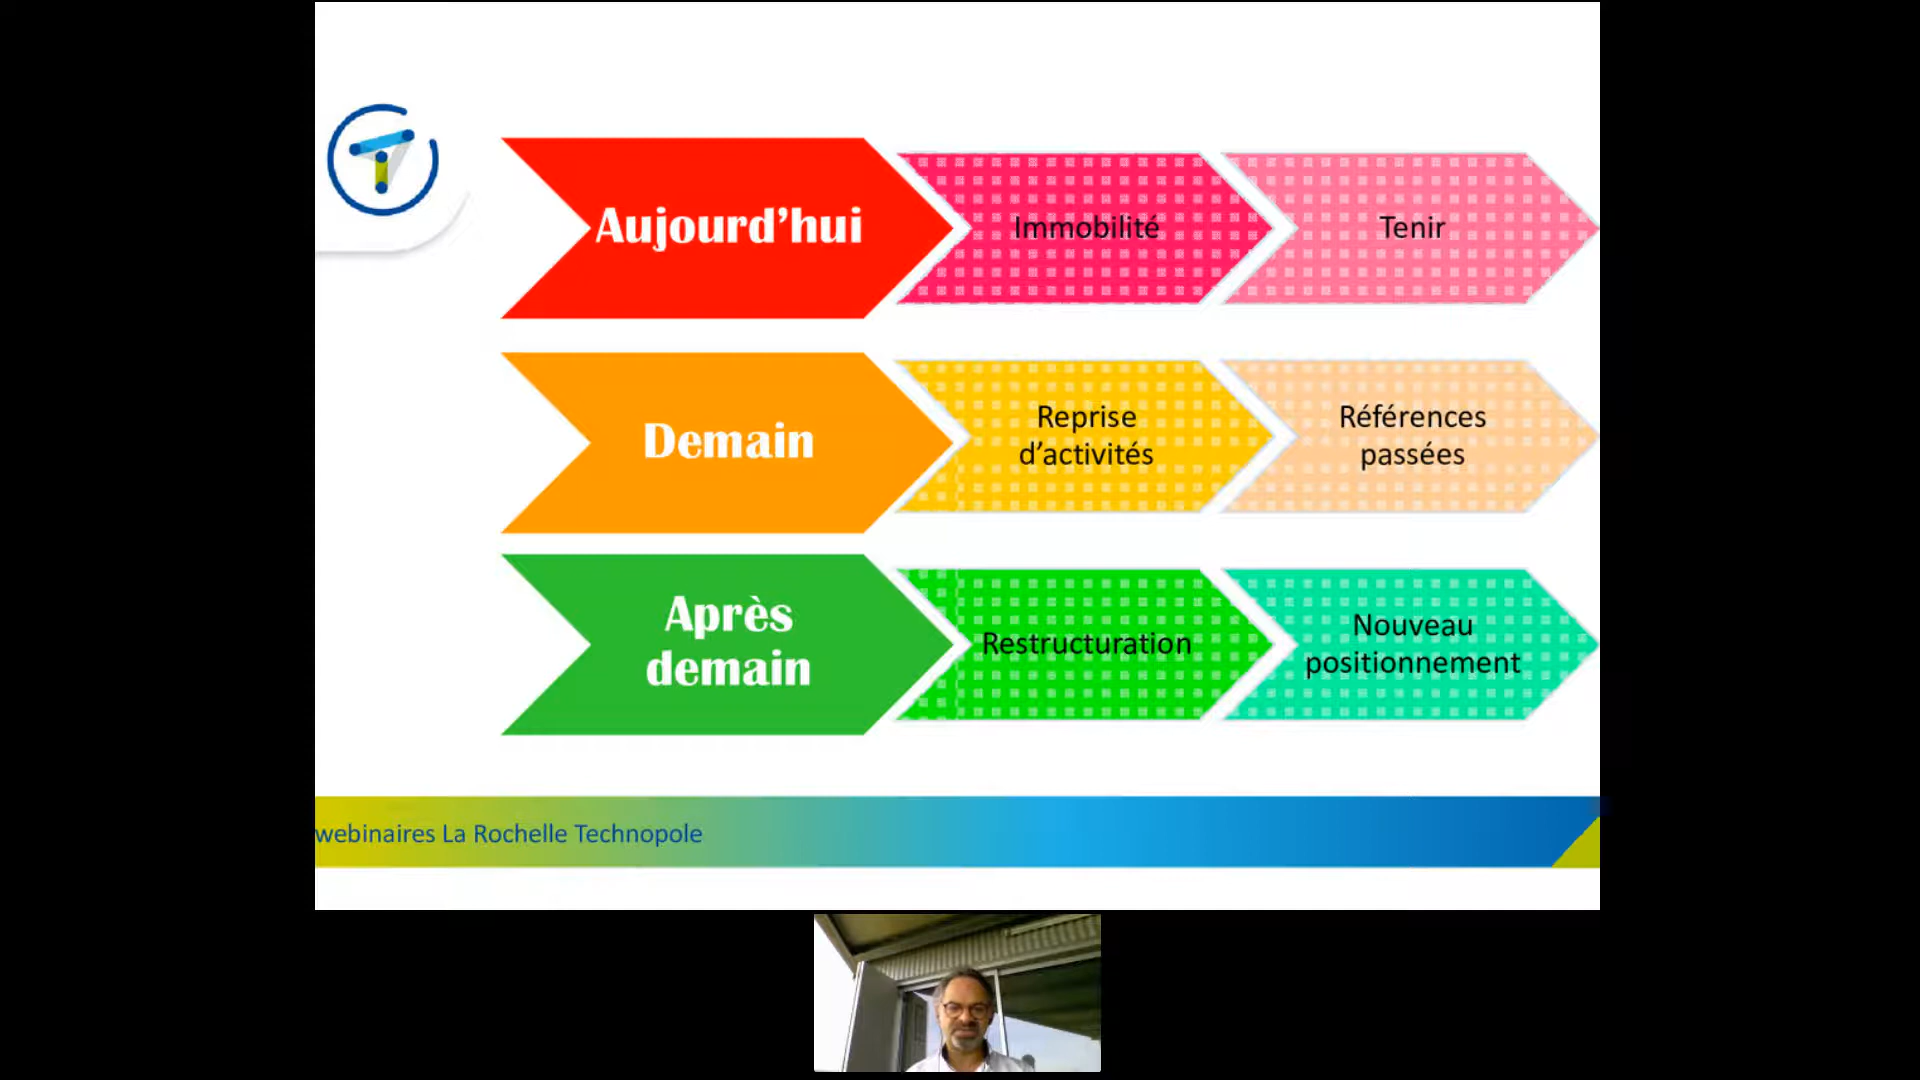 Aujourd’hui
Immobilité
Tenir
Demain
Reprise
d’activités
Références
passées
Après
demain
Restructuration
Nouveau
positionnement
webinaires La Rochelle Technopole